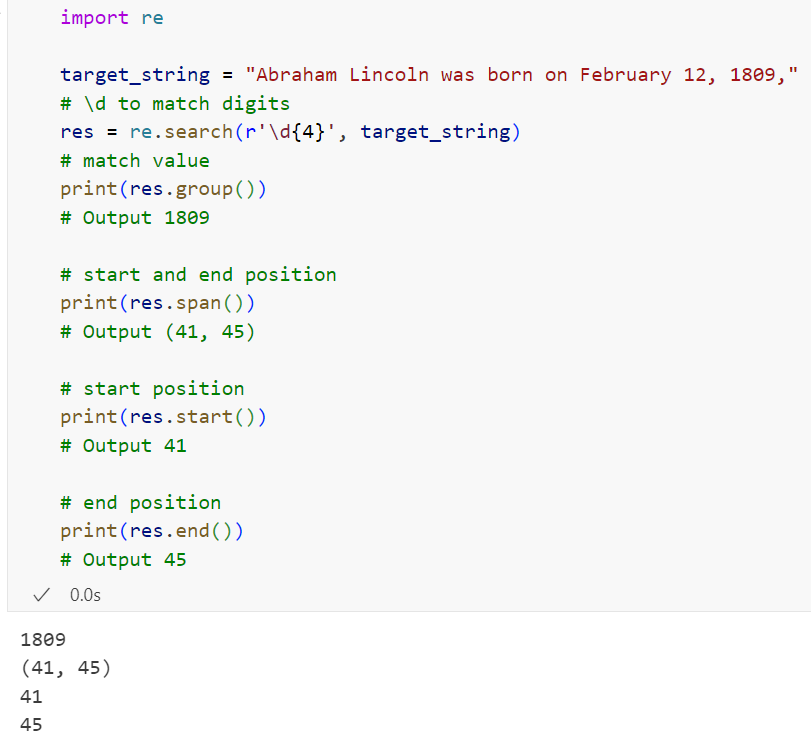 import re
target_string = "Abraham Lincoln was born on February 12, 1809,"
# \d to match digits
res = re.search(r'\d{4}', target_string)
# match value
print(res.group())
# Output 1809
# start and end position
print(res.span())
# Output (41, 45)
# start position
print(res.start())
# Output 41
# end position
print(res.end())
# Output 45
0.0s
1809
(41, 45)
41
45